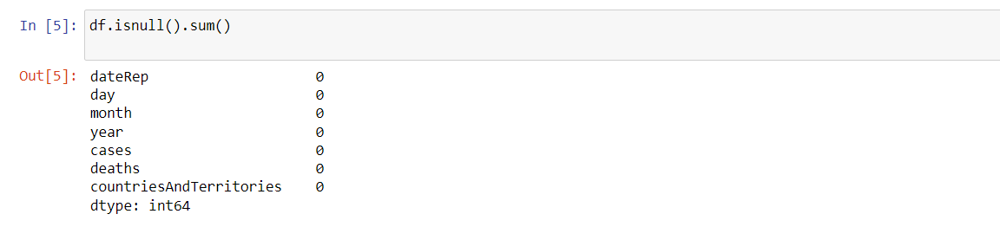 In [5]: df.isnull().sum()
Out[5]: dateRep 0
day 0
month 0
year 0
cases 0
deaths 0
countriesAndTerritories 0
dtype: int64